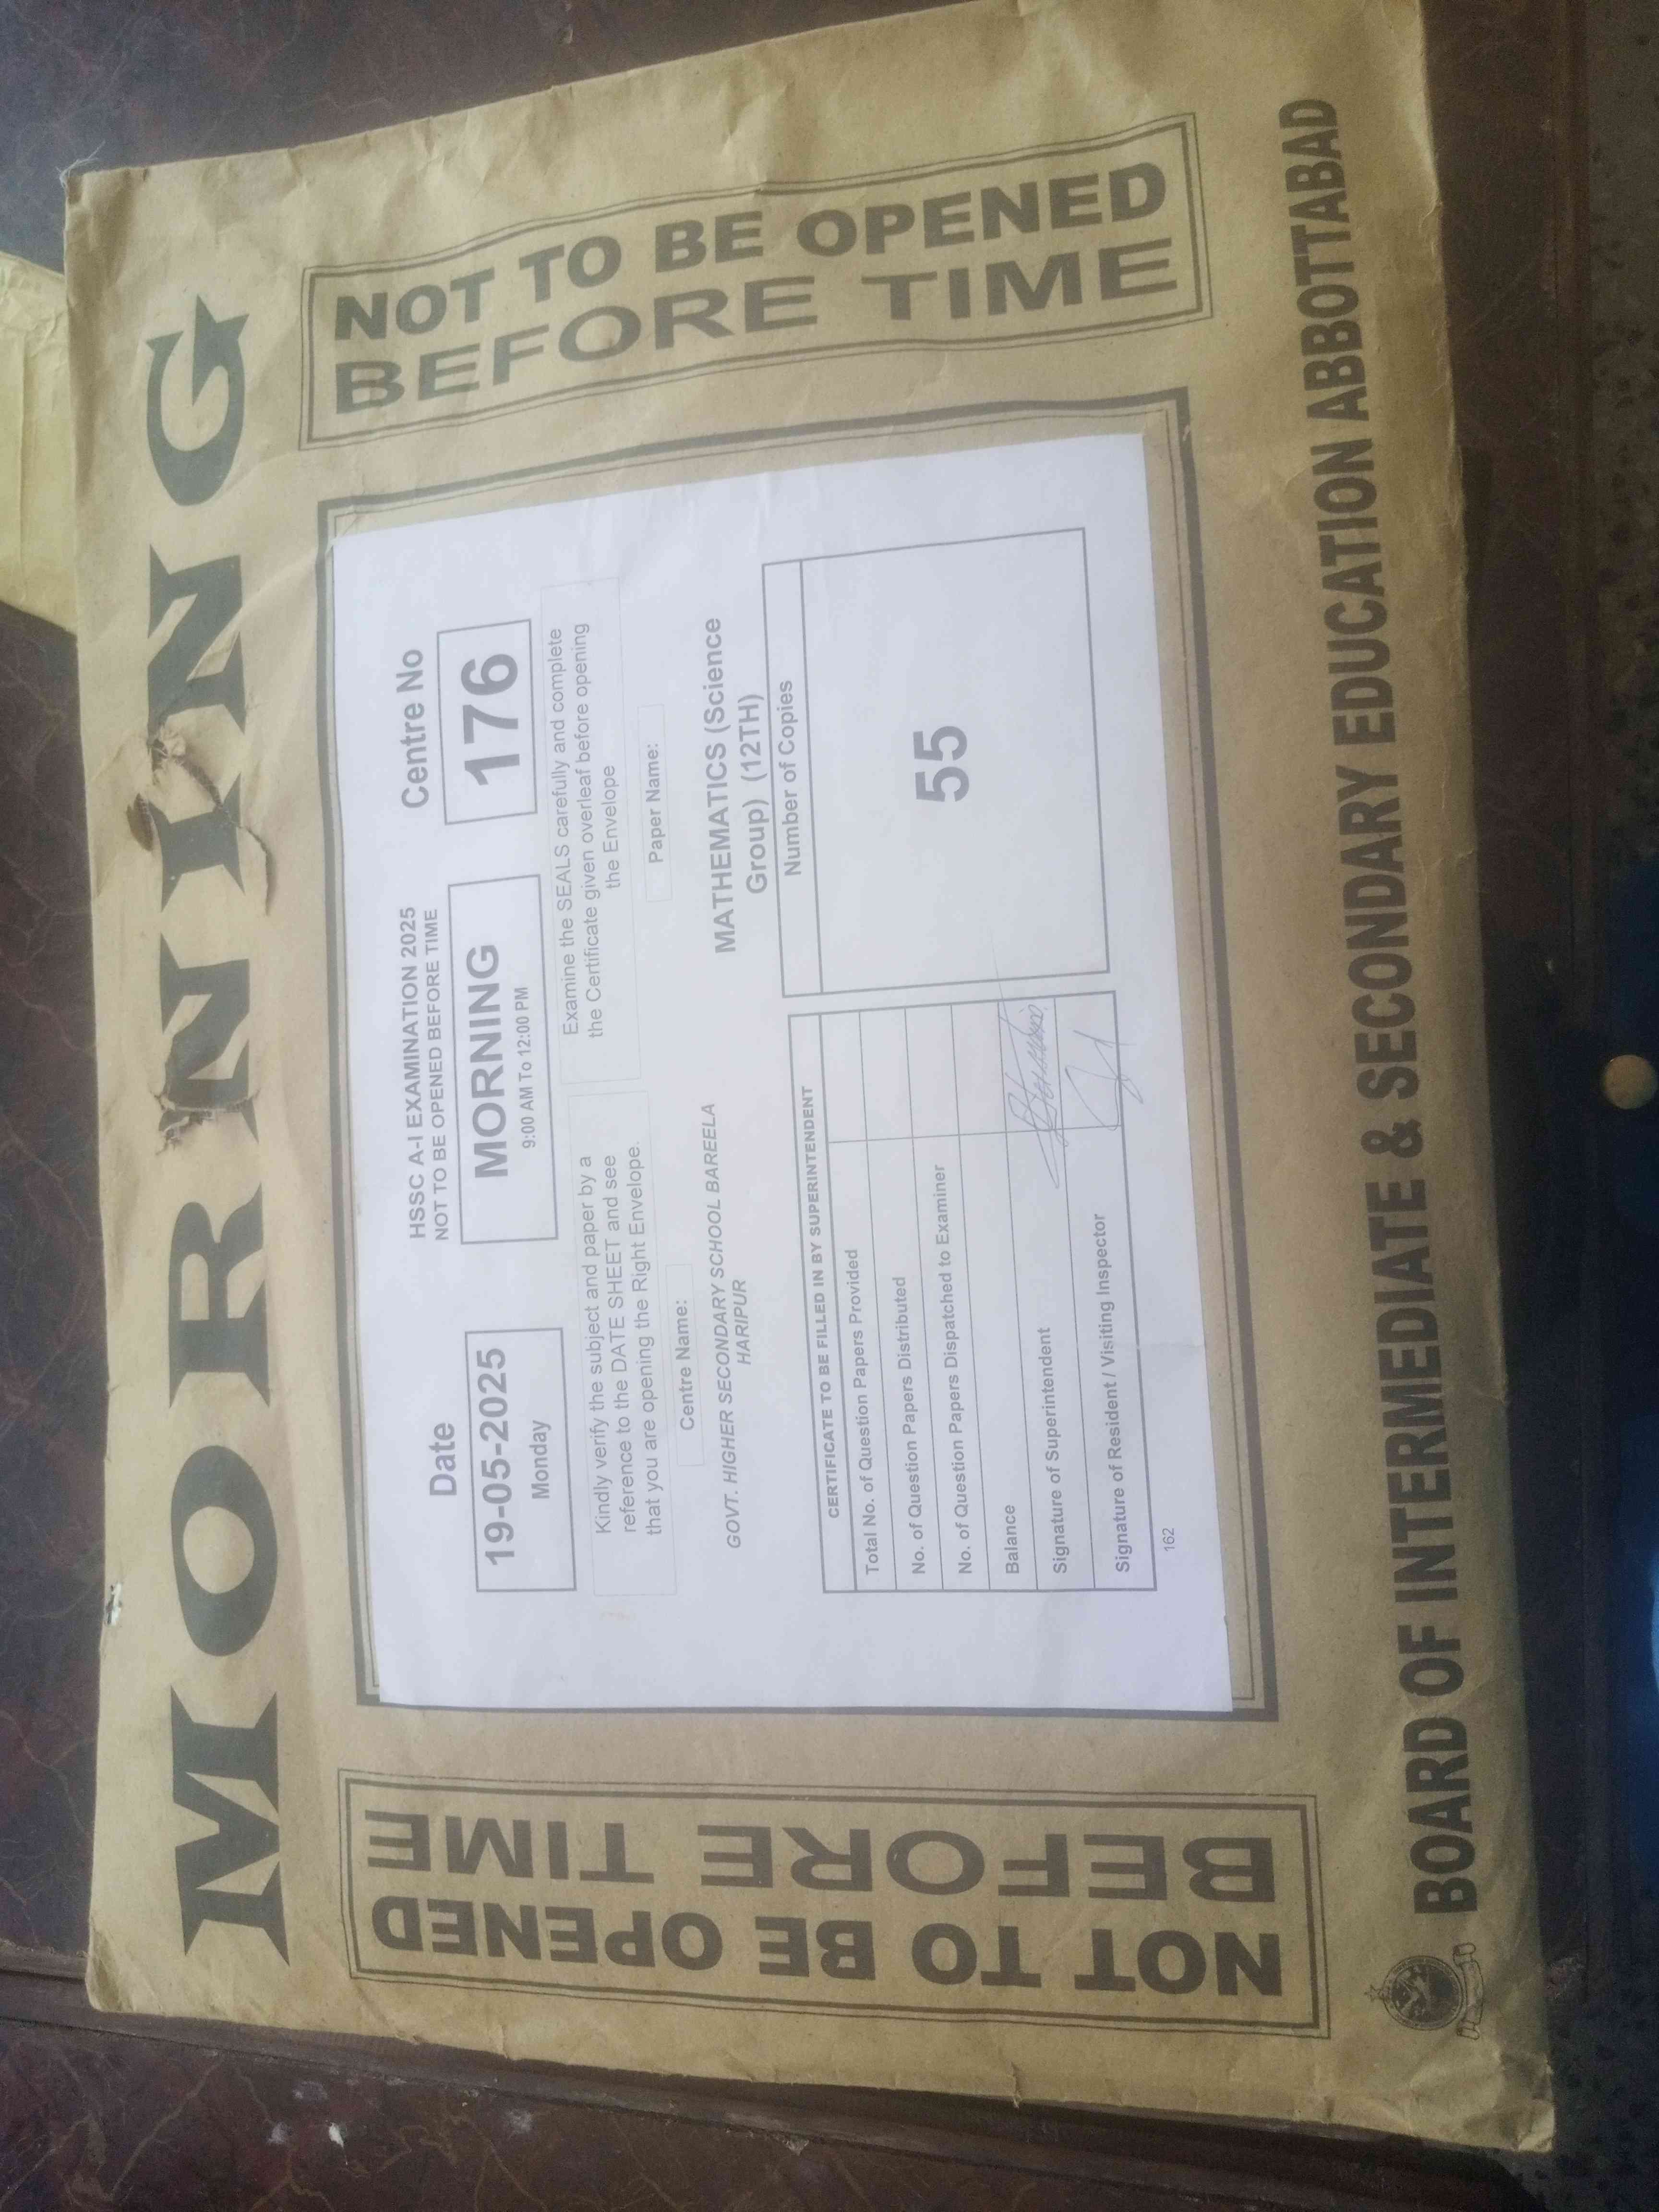 MORNING
NOT TO BE OPENED
BEFORE TIME
HSSC A-I EXAMINATION 2025
NOT TO BE OPENED BEFORE TIME
Date
19-05-2025
Monday
MORNING
9:00 AM To 12:00 PM
Centre No
176
Kindly verify the subject and paper by a
reference to the DATE SHEET and see
that you are opening the Right Envelope.
Examine the SEALS carefully and complete
the Certificate given overleaf before opening
the Envelope
Centre Name:
GOVT. HIGHER SECONDARY SCHOOL BAREELA
HARIPUR
Paper Name:
MATHEMATICS (Science
Group) (12TH)
CERTIFICATE TO BE FILLED IN BY SUPERINTENDENT
Total No. of Question Papers Provided
No. of Question Papers Distributed
No. of Question Papers Dispatched to Examiner
Balance
Signature of Superintendent
Signature of Resident / Visiting Inspector
Number of Copies
55
162
NOT TO BE OPENED
BEFORE TIME
BOARD OF INTERMEDIATE & SECONDARY EDUCATION ABBOTTABAD